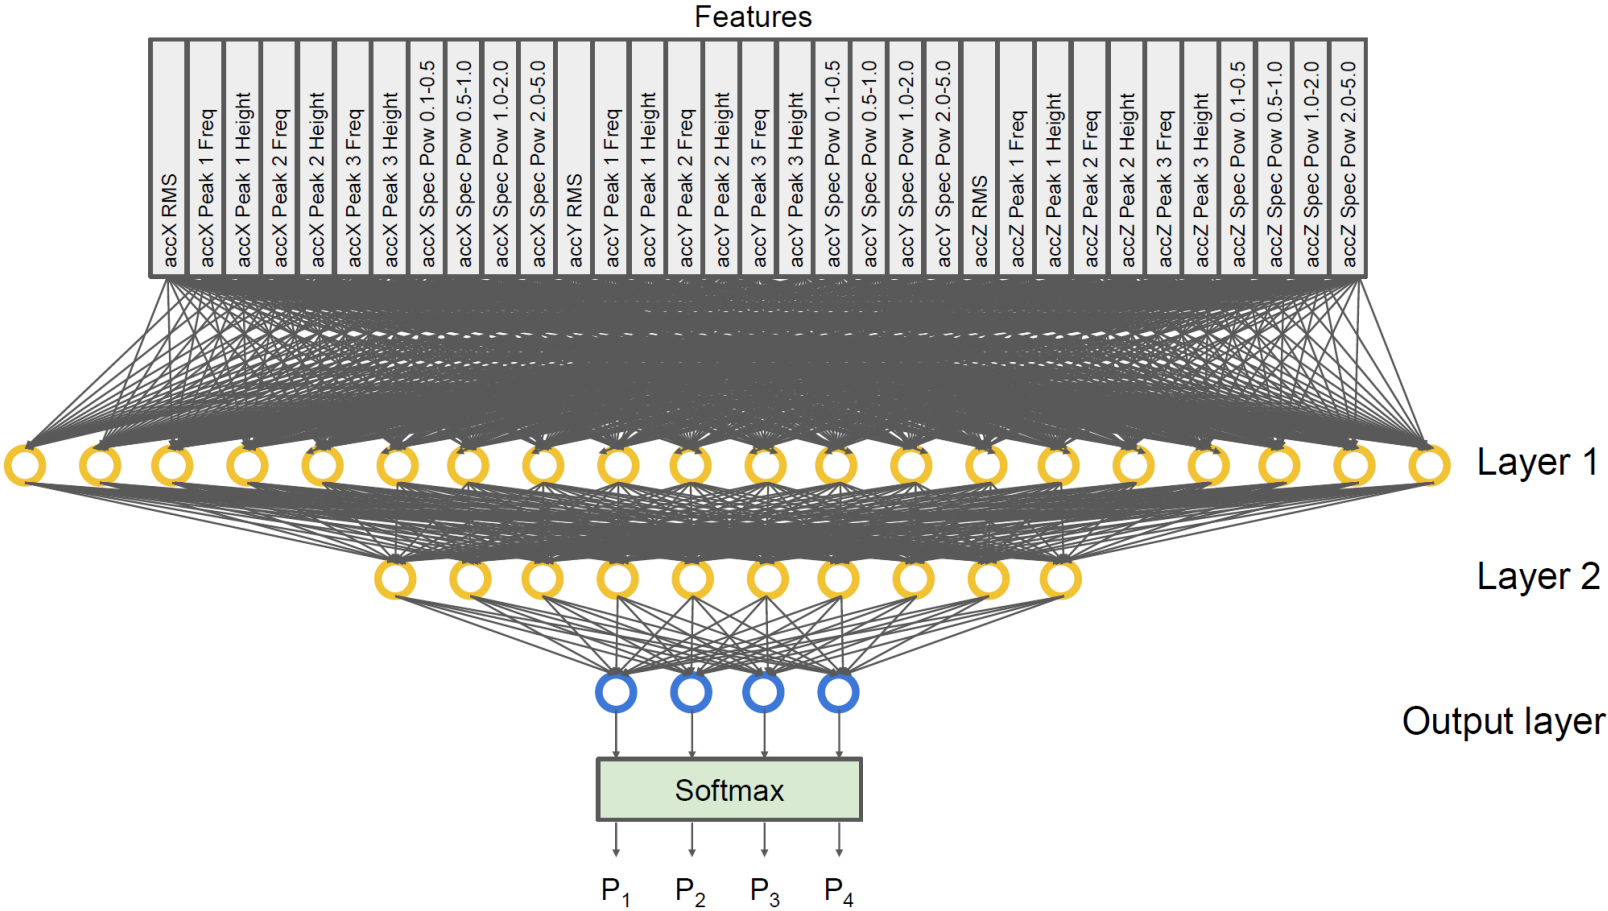 Features
accX RMS
accX Peak 1 Freq
accX Peak 1 Height
accX Peak 2 Freq
accX Peak 2 Height
accX Peak 3 Freq
accX Peak 3 Height
accX Spec Pow 0.1-0.5
accX Spec Pow 0.5-1.0
accX Spec Pow 1.0-2.0
accX Spec Pow 2.0-5.0
accY RMS
accY Peak 1 Freq
accY Peak 1 Height
accY Peak 2 Freq
accY Peak 2 Height
accY Peak 3 Freq
accY Peak 3 Height
accY Spec Pow 0.1-0.5
accY Spec Pow 0.5-1.0
accY Spec Pow 1.0-2.0
accY Spec Pow 2.0-5.0
accZ RMS
accZ Peak 1 Freq
accZ Peak 1 Height
accZ Peak 2 Freq
accZ Peak 2 Height
accZ Peak 3 Freq
accZ Peak 3 Height
accZ Spec Pow 0.1-0.5
accZ Spec Pow 0.5-1.0
accZ Spec Pow 1.0-2.0
accZ Spec Pow 2.0-5.0
Layer 1
Layer 2
Output layer
Softmax
P1 P2 P3 P4